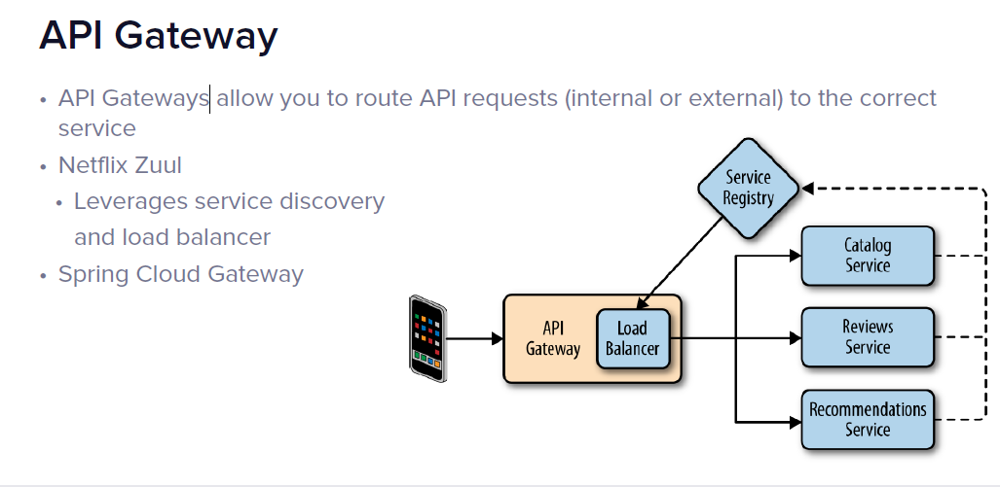 API Gateway
• API Gateways allow you to route API requests (internal or external) to the correct
service
• Netflix Zuul
• Leverages service discovery
and load balancer
• Spring Cloud Gateway
Service
Registry
Catalog
Service
Reviews
Service
Recommendations
Service
API
Gateway
Load
Balancer